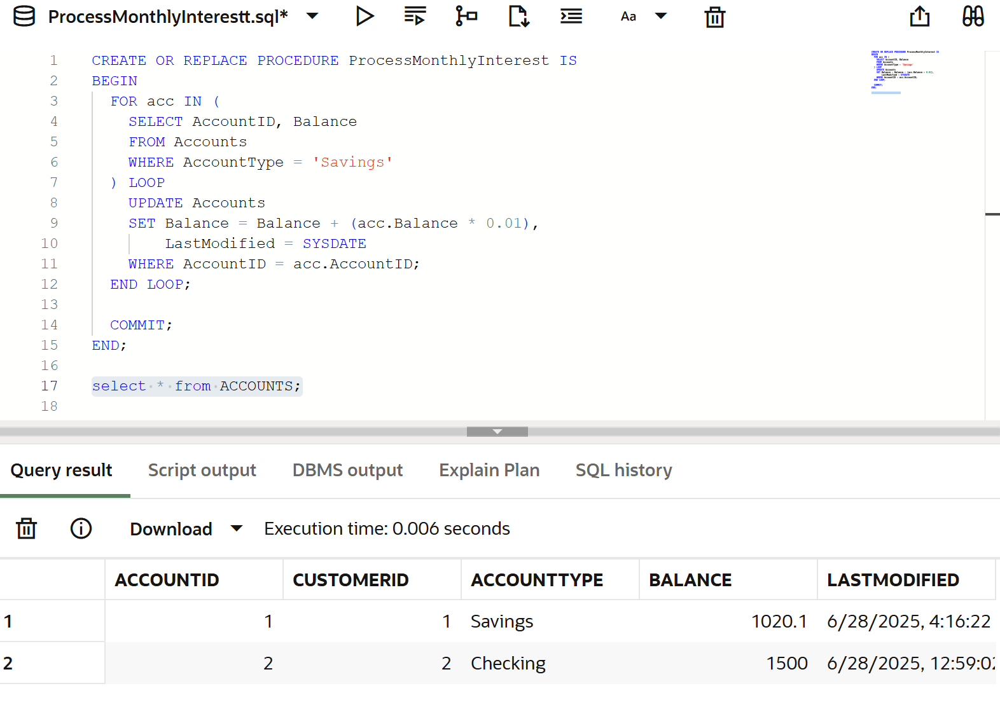 ProcessMonthlyInterestt.sql*
Aa
1 CREATE OR REPLACE PROCEDURE ProcessMonthlyInterest IS
2 BEGIN
3 FOR acc IN (
4 SELECT AccountID, Balance
5 FROM Accounts
6 WHERE AccountType = 'Savings'
7 ) LOOP
8 UPDATE Accounts
9 SET Balance = Balance + (acc.Balance * 0.01),
10 LastModified = SYSDATE
11 WHERE AccountID = acc.AccountID;
12 END LOOP;
13
14 COMMIT;
15 END;
16
17 select * from ACCOUNTS;
18
Query result Script output DBMS output Explain Plan SQL history
Download Execution time: 0.006 seconds
ACCOUNTID CUSTOMERID ACCOUNTTYPE BALANCE LASTMODIFIED
1 1 1 Savings 1020.1 6/28/2025, 4:16:22
2 2 2 Checking 1500 6/28/2025, 12:59:02